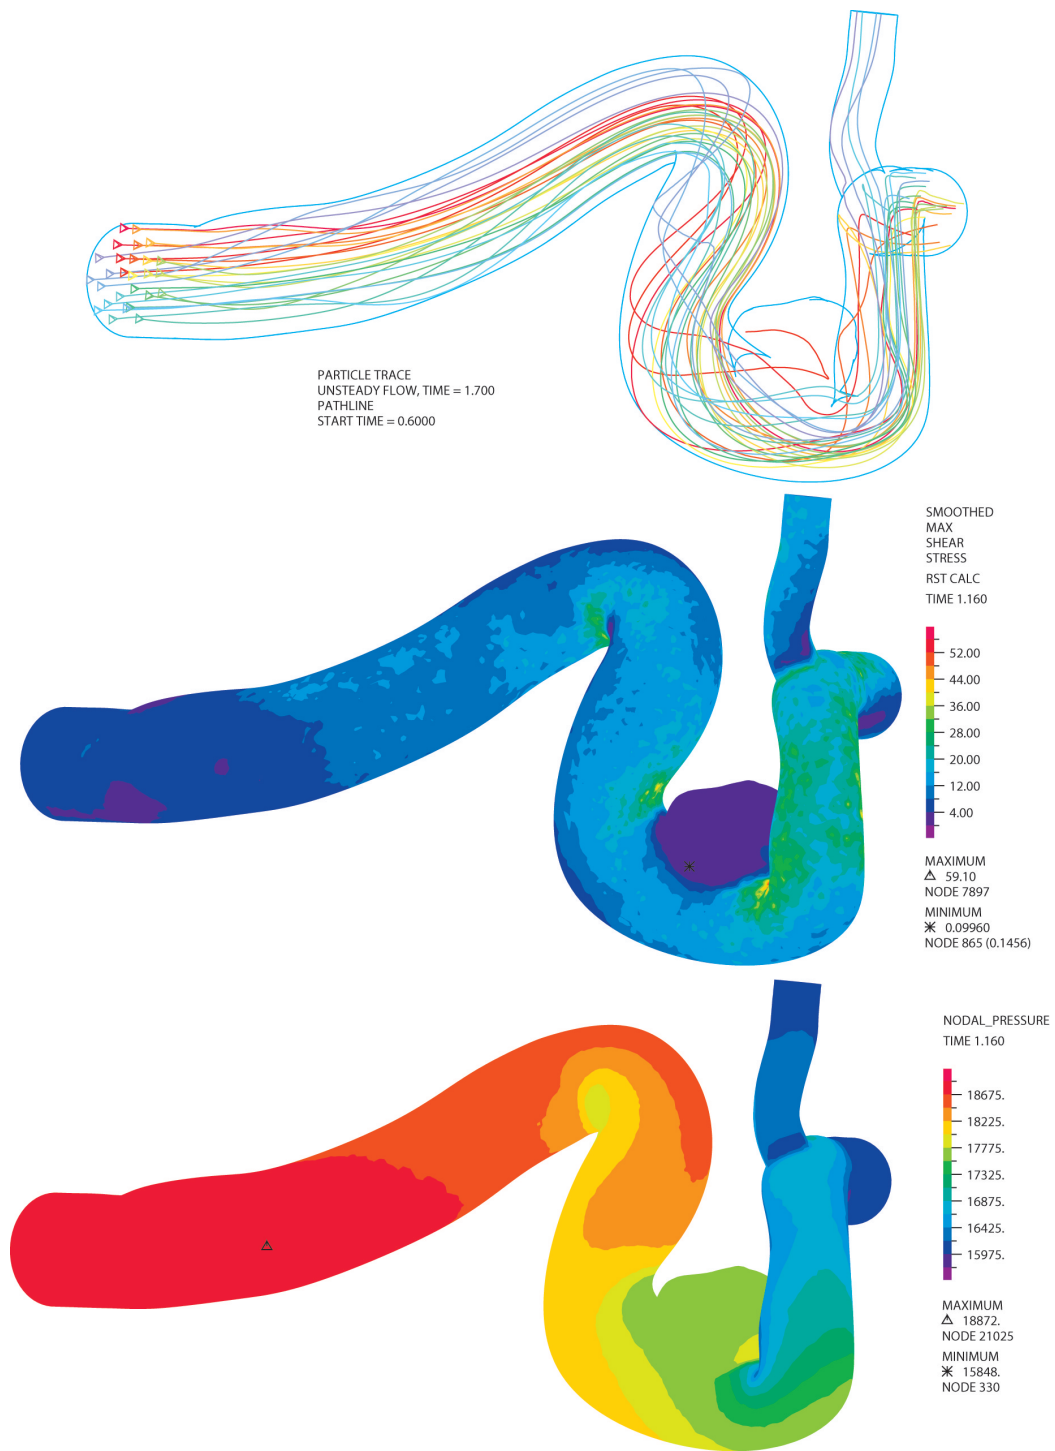 PARTICLE TRACE
UNSTEADY FLOW, TIME = 1.700
PATHLINE
START TIME = 0.6000
SMOOTHED
MAX
SHEAR
STRESS
RST CALC
TIME 1.160
52.00
44.00
36.00
28.00
20.00
12.00
4.00
MAXIMUM
△ 59.10
NODE 7897
MINIMUM
✳ 0.09960
NODE 865 (0.1456)
NODAL_PRESSURE
TIME 1.160
18675.
18225.
17775.
17325.
16875.
16425.
15975.
MAXIMUM
△ 18872.
NODE 21025
MINIMUM
✳ 15848.
NODE 330